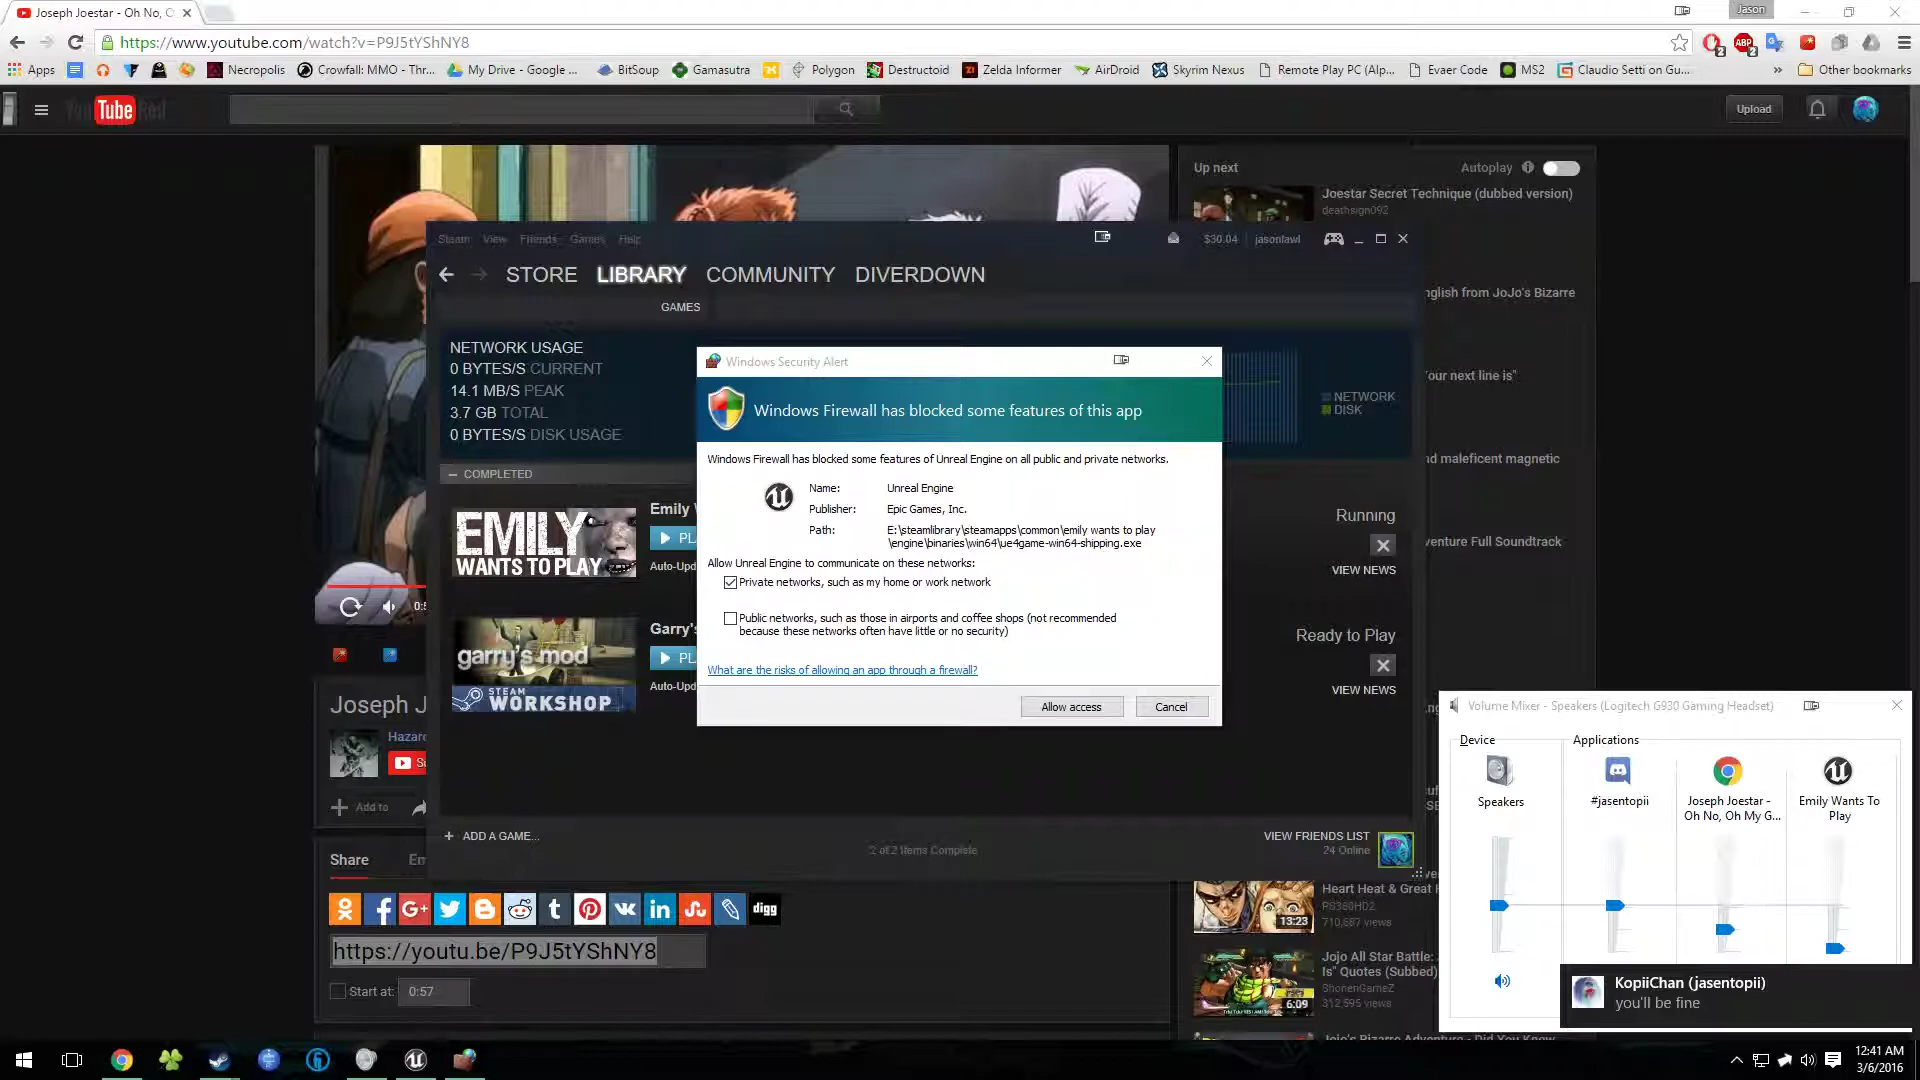 Joseph Joestar - Oh No, O
Jason
https://www.youtube.com/watch?v=P9J5tYShNY8
Apps
Necropolis
Crowfall: MMO - Thr...
My Drive - Google ...
BitSoup
Gamasutra
Polygon
Destructoid
Zelda Informer
AirDroid
Skyrim Nexus
Remote Play PC (Alp...
Evaer Code
MS2
Claudio Setti on Gu...
»
Other bookmarks
YouTube Red
Upload
Up next
Autoplay
Joestar Secret Technique (dubbed version)
deathsign092
nglish from JoJo's Bizarre
our next line is"
nd maleficent magnetic
venture Full Soundtrack
Steam View Friends Games Help
$30.04
jasonlawl
STORE LIBRARY COMMUNITY DIVERDOWN
GAMES
NETWORK USAGE
0 BYTES/S CURRENT
14.1 MB/S PEAK
3.7 GB TOTAL
0 BYTES/S DISK USAGE
NETWORK
DISK
COMPLETED
EMILY
WANTS TO PLAY
Emily
PL
Auto-Upd
Running
VIEW NEWS
garry's mod
STEAM
WORKSHOP
Garry's
PL
Auto-Upd
Ready to Play
VIEW NEWS
+ ADD A GAME...
2 of 2 Items Complete
VIEW FRIENDS LIST
24 Online
Windows Security Alert
Windows Firewall has blocked some features of this app
Windows Firewall has blocked some features of Unreal Engine on all public and private networks.
Name: Unreal Engine
Publisher: Epic Games, Inc.
Path: E:\steamlibrary\steamapps\common\emily wants to play
\engine\binaries\win64\ue4game-win64-shipping.exe
Allow Unreal Engine to communicate on these networks:
Private networks, such as my home or work network
Public networks, such as those in airports and coffee shops (not recommended
because these networks often have little or no security)
What are the risks of allowing an app through a firewall?
Allow access
Cancel
0:5
Joseph J
Hazard
Add to
Share
Em
digg
https://youtu.be/P9J5tYShNY8
Start at: 0:57
Heart Heat & Great
PS360HD2
710,687 views
13:23
Jojo All Star Battle:
Is" Quotes (Subbed)
ShonenGameZ
312,595 views
6:09
Jojo's Bizarre Adventure - Did You Know
Volume Mixer - Speakers (Logitech G930 Gaming Headset)
Device
Applications
Speakers
#jasentopii
Joseph Joestar -
Oh No, Oh My G...
Emily Wants To
Play
KopiiChan (jasentopii)
you'll be fine
12:41 AM
3/6/2016